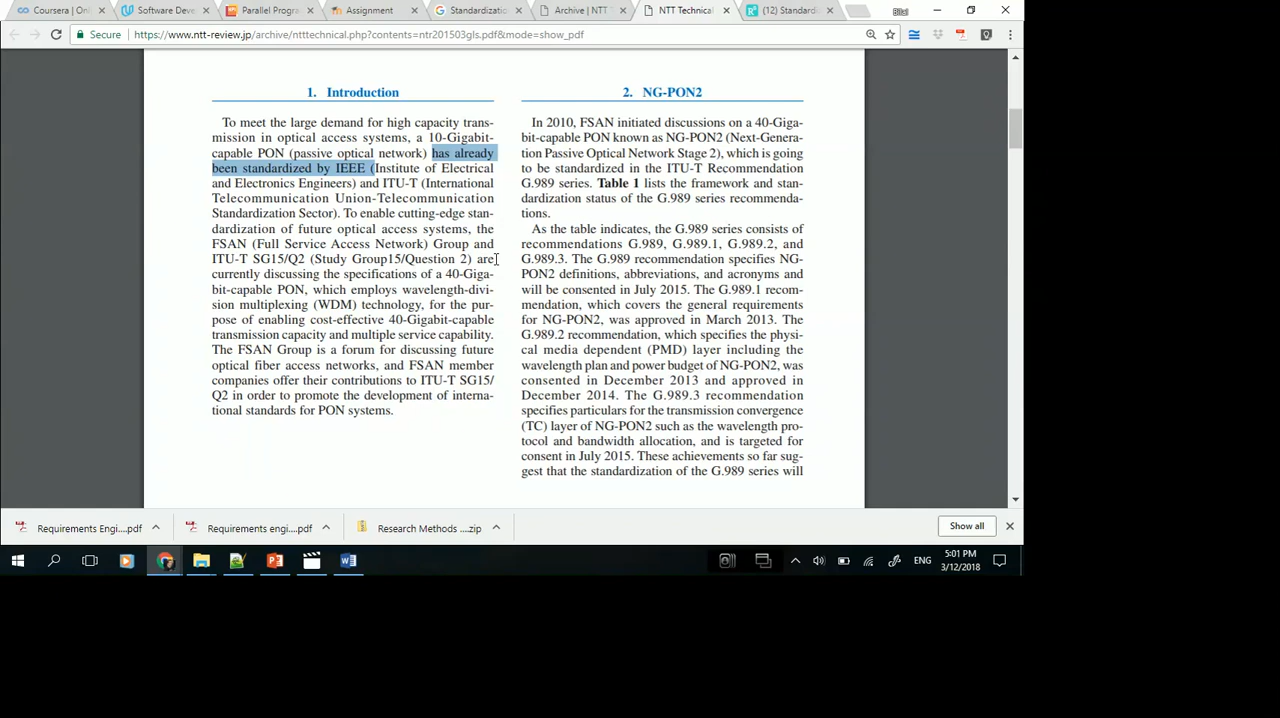 Coursera | Onl
Software Deve
Parallel Progra
Assignment
Standardizatio
Archive | NTT
NTT Technical
(12) Standardi
Bilal
Secure
https://www.ntt-review.jp/archive/ntttechnical.php?contents=ntr201503gls.pdf&mode=show_pdf
1. Introduction
To meet the large demand for high capacity trans-
mission in optical access systems, a 10-Gigabit-
capable PON (passive optical network) has already
been standardized by IEEE (Institute of Electrical
and Electronics Engineers) and ITU-T (International
Telecommunication Union-Telecommunication
Standardization Sector). To enable cutting-edge stan-
dardization of future optical access systems, the
FSAN (Full Service Access Network) Group and
ITU-T SG15/Q2 (Study Group15/Question 2) are
currently discussing the specifications of a 40-Giga-
bit-capable PON, which employs wavelength-divi-
sion multiplexing (WDM) technology, for the pur-
pose of enabling cost-effective 40-Gigabit-capable
transmission capacity and multiple service capability.
The FSAN Group is a forum for discussing future
optical fiber access networks, and FSAN member
companies offer their contributions to ITU-T SG15/
Q2 in order to promote the development of interna-
tional standards for PON systems.
2. NG-PON2
In 2010, FSAN initiated discussions on a 40-Giga-
bit-capable PON known as NG-PON2 (Next-Genera-
tion Passive Optical Network Stage 2), which is going
to be standardized in the ITU-T Recommendation
G.989 series. Table 1 lists the framework and stan-
dardization status of the G.989 series recommenda-
tions.
As the table indicates, the G.989 series consists of
recommendations G.989, G.989.1, G.989.2, and
G.989.3. The G.989 recommendation specifies NG-
PON2 definitions, abbreviations, and acronyms and
will be consented in July 2015. The G.989.1 recom-
mendation, which covers the general requirements
for NG-PON2, was approved in March 2013. The
G.989.2 recommendation, which specifies the physi-
cal media dependent (PMD) layer including the
wavelength plan and power budget of NG-PON2, was
consented in December 2013 and approved in
December 2014. The G.989.3 recommendation
specifies particulars for the transmission convergence
(TC) layer of NG-PON2 such as the wavelength pro-
tocol and bandwidth allocation, and is targeted for
consent in July 2015. These achievements so far sug-
gest that the standardization of the G.989 series will
Requirements Engi....pdf
Requirements engi....pdf
Research Methods ....zip
Show all
ENG
5:01 PM
3/12/2018